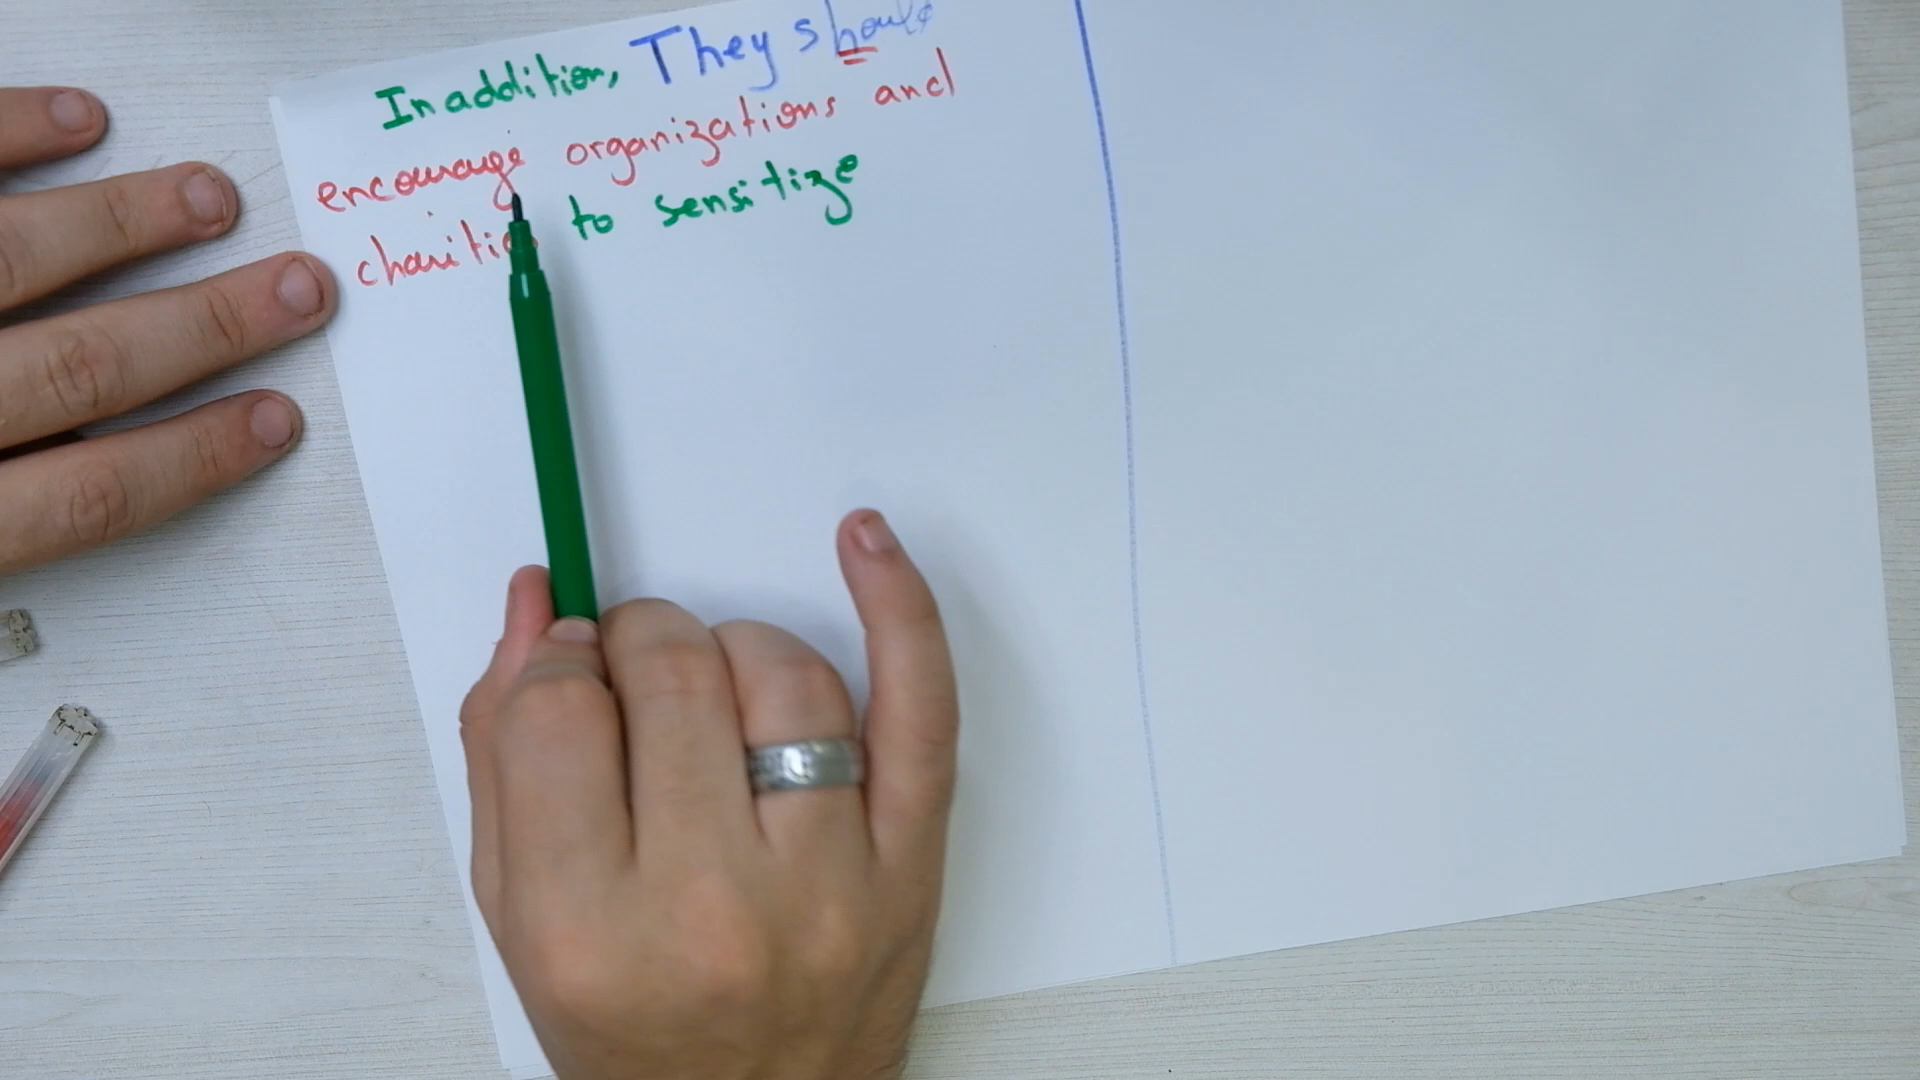 In addition, They should
encourage organizations and
charities to sensitize